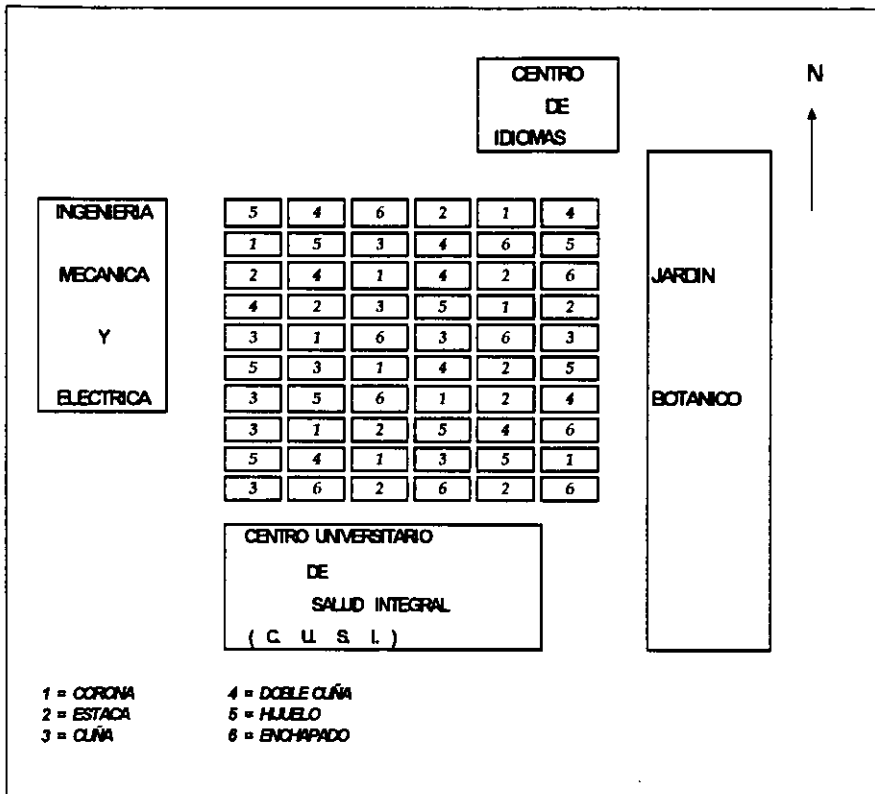 CENTRO
DE
IDIOMAS
N
INGENIERIA
MECANICA
Y
ELECTRICA
5 4 6 2 1 4
1 5 3 4 6 5
2 4 1 4 2 6
4 2 3 5 1 2
3 1 6 3 6 3
5 3 1 4 2 5
3 5 6 1 2 4
3 1 2 5 4 6
5 4 1 3 5 1
3 6 2 6 2 6
JARDIN
BOTANICO
CENTRO UNIVERSITARIO
DE
SALUD INTEGRAL
( C. U. S. I. )
1 = CORONA
2 = ESTACA
3 = CUÑA
4 = DOBLE CUÑA
5 = HIJUELO
6 = ENCHAPADO